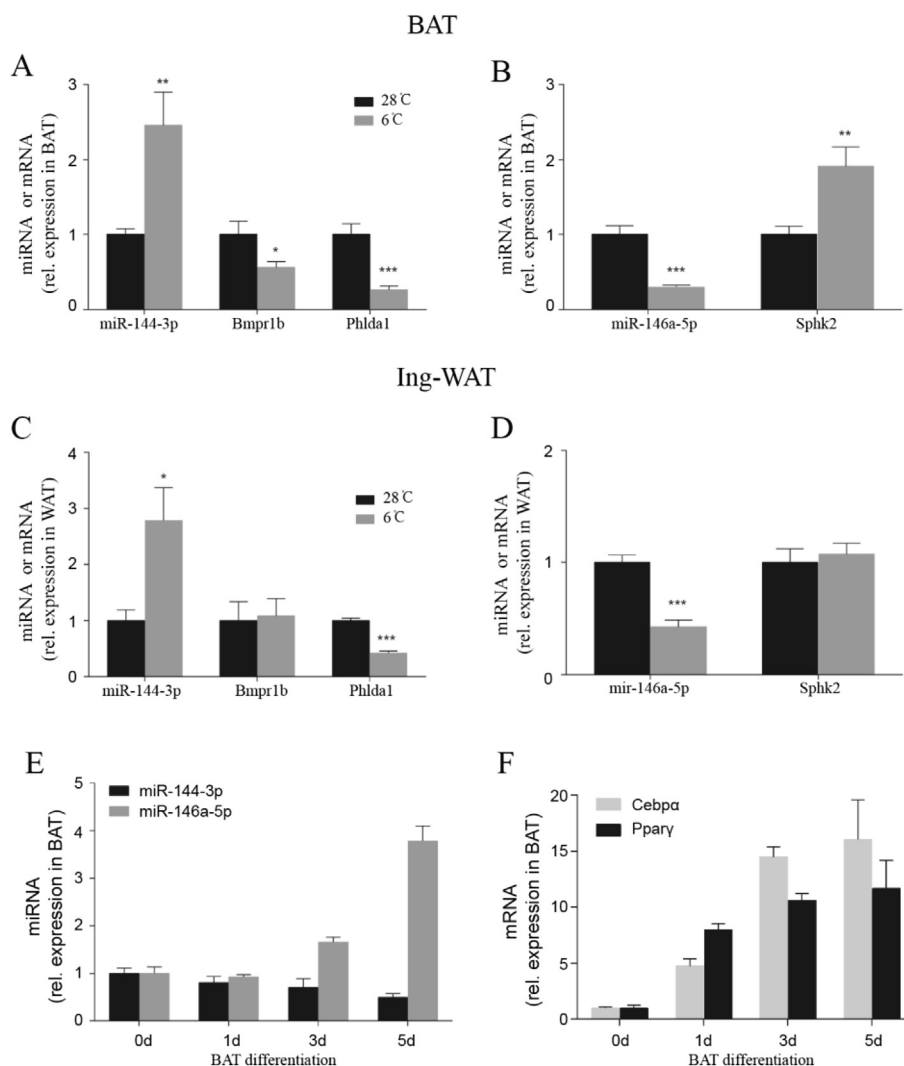 BAT
A
miRNA or mRNA
(rel. expression in BAT)
3
2
1
0
**
*
***
28℃
6℃
miR-144-3p
Bmpr1b
Phlda1
B
miRNA or mRNA
(rel. expression in BAT)
3
2
1
0
***
**
miR-146a-5p
Sphk2
Ing-WAT
C
miRNA or mRNA
(rel. expression in WAT)
4
3
2
1
0
*
***
28℃
6℃
miR-144-3p
Bmpr1b
Phlda1
D
miRNA or mRNA
(rel. expression in WAT)
2
1
0
***
mir-146a-5p
Sphk2
E
miRNA
(rel. expression in BAT)
5
4
3
2
1
0
miR-144-3p
miR-146a-5p
0d
1d
3d
5d
BAT differentiation
F
mRNA
(rel. expression in BAT)
20
15
10
5
0
Cebpα
Pparγ
0d
1d
3d
5d
BAT differentiation